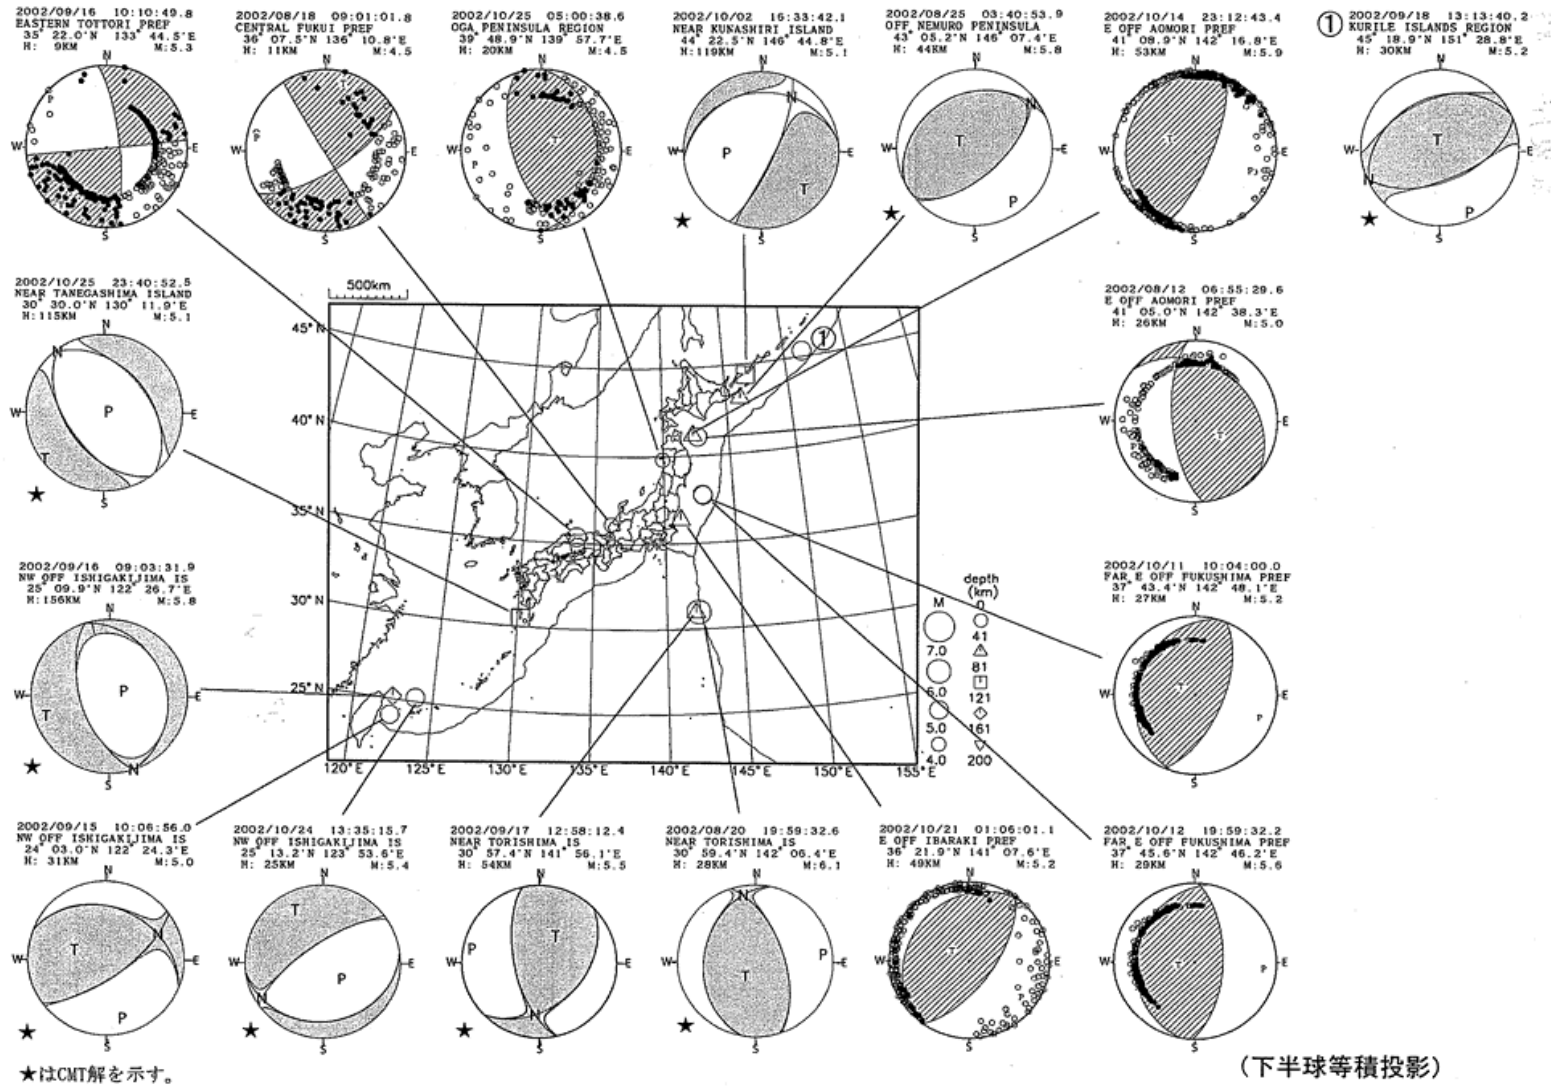 2002/09/16 10:10:49.8
EASTERN TOTTORI PREF
35° 22.0'N 133° 44.5'E
H: 9KM M:5.3
N
P
W
E
S
2002/08/18 09:01:01.8
CENTRAL FUKUI PREF
36° 07.5'N 136° 10.8'E
H: 11KM M:4.5
N
T
P
W
E
S
2002/10/25 05:00:38.6
OGA PENINSULA REGION
39° 48.9'N 139° 57.7'E
H: 20KM M:4.5
N
T
P
W
E
S
2002/10/02 16:33:42.1
NEAR KUNASHIRI ISLAND
44° 22.5'N 146° 44.8'E
H:119KM M:5.1
N
N
P
T
W
E
S
★
2002/08/25 03:40:53.9
OFF NEMURO PENINSULA
43° 05.2'N 146° 07.4'E
H: 44KM M:5.8
N
N
T
P
W
E
S
★
2002/10/14 23:12:43.4
E OFF AOMORI PREF
41° 08.9'N 142° 16.8'E
H: 53KM M:5.9
N
T
P
W
E
S
①
2002/09/18 13:13:40.2
KURILE ISLANDS REGION
45° 18.9'N 151° 28.8'E
H: 30KM M:5.2
N
T
N
P
W
E
S
★
2002/10/25 23:40:52.5
NEAR TANEGASHIMA ISLAND
30° 30.0'N 130° 11.9'E
H:115KM M:5.1
N
N
P
T
W
E
S
★
500km
45°N
40°N
35°N
30°N
25°N
120°E 125°E 130°E 135°E 140°E 145°E 150°E 155°E
①
M
7.0
6.0
5.0
4.0
depth
(km)
0
41
81
121
161
200
2002/08/12 06:55:29.6
E OFF AOMORI PREF
41° 05.0'N 142° 38.3'E
H: 26KM M:5.0
N
T
P
W
E
S
2002/09/16 09:03:31.9
NW OFF ISHIGAKIJIMA IS
25° 09.9'N 122° 26.7'E
H:156KM M:5.8
N
P
T
N
W
E
S
★
2002/10/11 10:04:00.0
FAR E OFF FUKUSHIMA PREF
37° 43.4'N 142° 48.1'E
H: 27KM M:5.2
N
T
P
W
E
S
2002/09/15 10:06:56.0
NW OFF ISHIGAKIJIMA IS
24° 03.0'N 122° 24.3'E
H: 31KM M:5.0
N
N
T
P
W
E
S
★
2002/10/24 13:35:15.7
NW OFF ISHIGAKIJIMA IS
25° 13.2'N 123° 53.6'E
H: 25KM M:5.4
N
T
P
N
W
E
S
★
2002/09/17 12:58:12.4
NEAR TORISHIMA IS
30° 57.4'N 141° 56.1'E
H: 54KM M:5.5
N
P
T
N
W
E
S
★
2002/08/20 19:59:32.6
NEAR TORISHIMA IS
30° 59.4'N 142° 06.4'E
H: 28KM M:6.1
N
N
P
T
W
E
S
★
2002/10/21 01:06:01.1
E OFF IBARAKI PREF
36° 21.9'N 141° 07.6'E
H: 49KM M:5.2
N
T
P
W
E
S
2002/10/12 19:59:32.2
FAR E OFF FUKUSHIMA PREF
37° 45.6'N 142° 46.2'E
H: 29KM M:5.6
N
T
P
W
E
S
★はCMT解を示す。
(下半球等積投影)